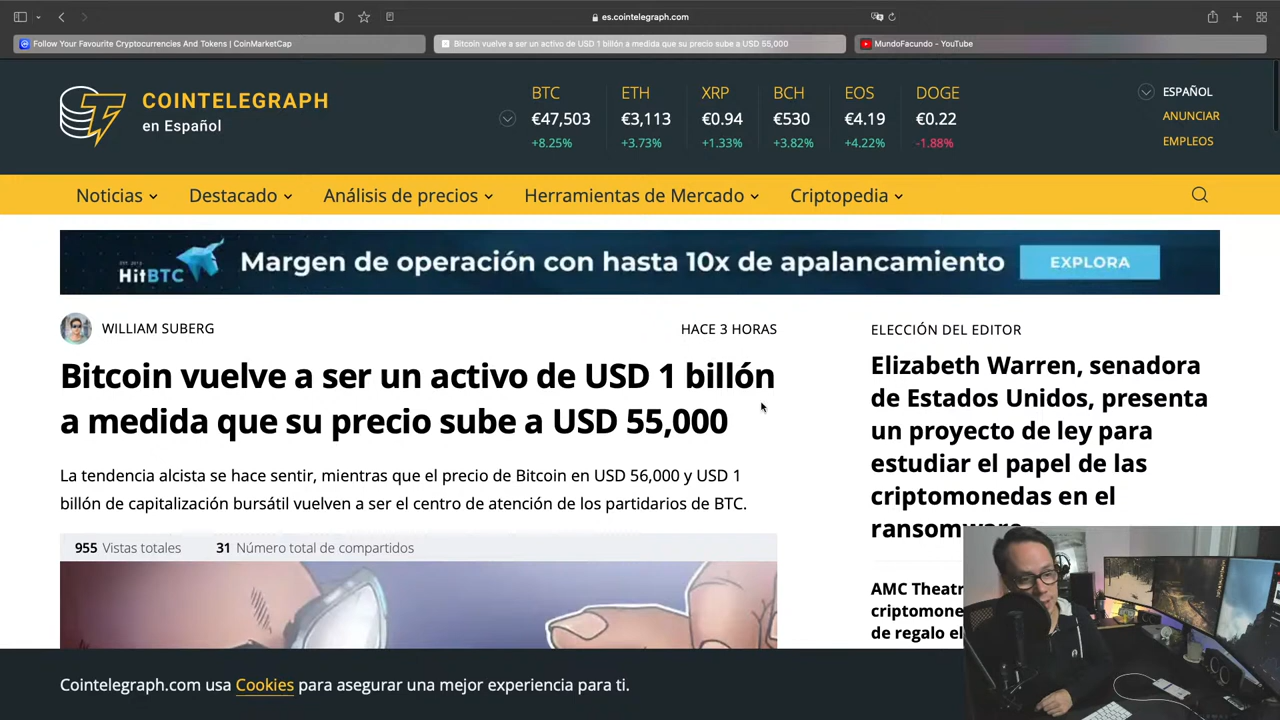 es.cointelegraph.com
Follow Your Favourite Cryptocurrencies And Tokens | CoinMarketCap
Bitcoin vuelve a ser un activo de USD 1 billón a medida que su precio sube a USD 55,000
MundoFacundo - YouTube
COINTELEGRAPH
en Español
BTC ETH XRP BCH EOS DOGE
€47,503 €3,113 €0.94 €530 €4.19 €0.22
+8.25% +3.73% +1.33% +3.82% +4.22% -1.88%
ESPAÑOL
ANUNCIAR
EMPLEOS
Noticias Destacado Análisis de precios Herramientas de Mercado Criptopedia
HitBTC
Margen de operación con hasta 10x de apalancamiento
EXPLORA
WILLIAM SUBERG
HACE 3 HORAS
Bitcoin vuelve a ser un activo de USD 1 billón
a medida que su precio sube a USD 55,000
La tendencia alcista se hace sentir, mientras que el precio de Bitcoin en USD 56,000 y USD 1
billón de capitalización bursátil vuelven a ser el centro de atención de los partidarios de BTC.
955 Vistas totales 31 Número total de compartidos
ELECCIÓN DEL EDITOR
Elizabeth Warren, senadora
de Estados Unidos, presenta
un proyecto de ley para
estudiar el papel de las
criptomonedas en el
ransomware
AMC Theatr
criptomone
de regalo el
Cointelegraph.com usa Cookies para asegurar una mejor experiencia para ti.